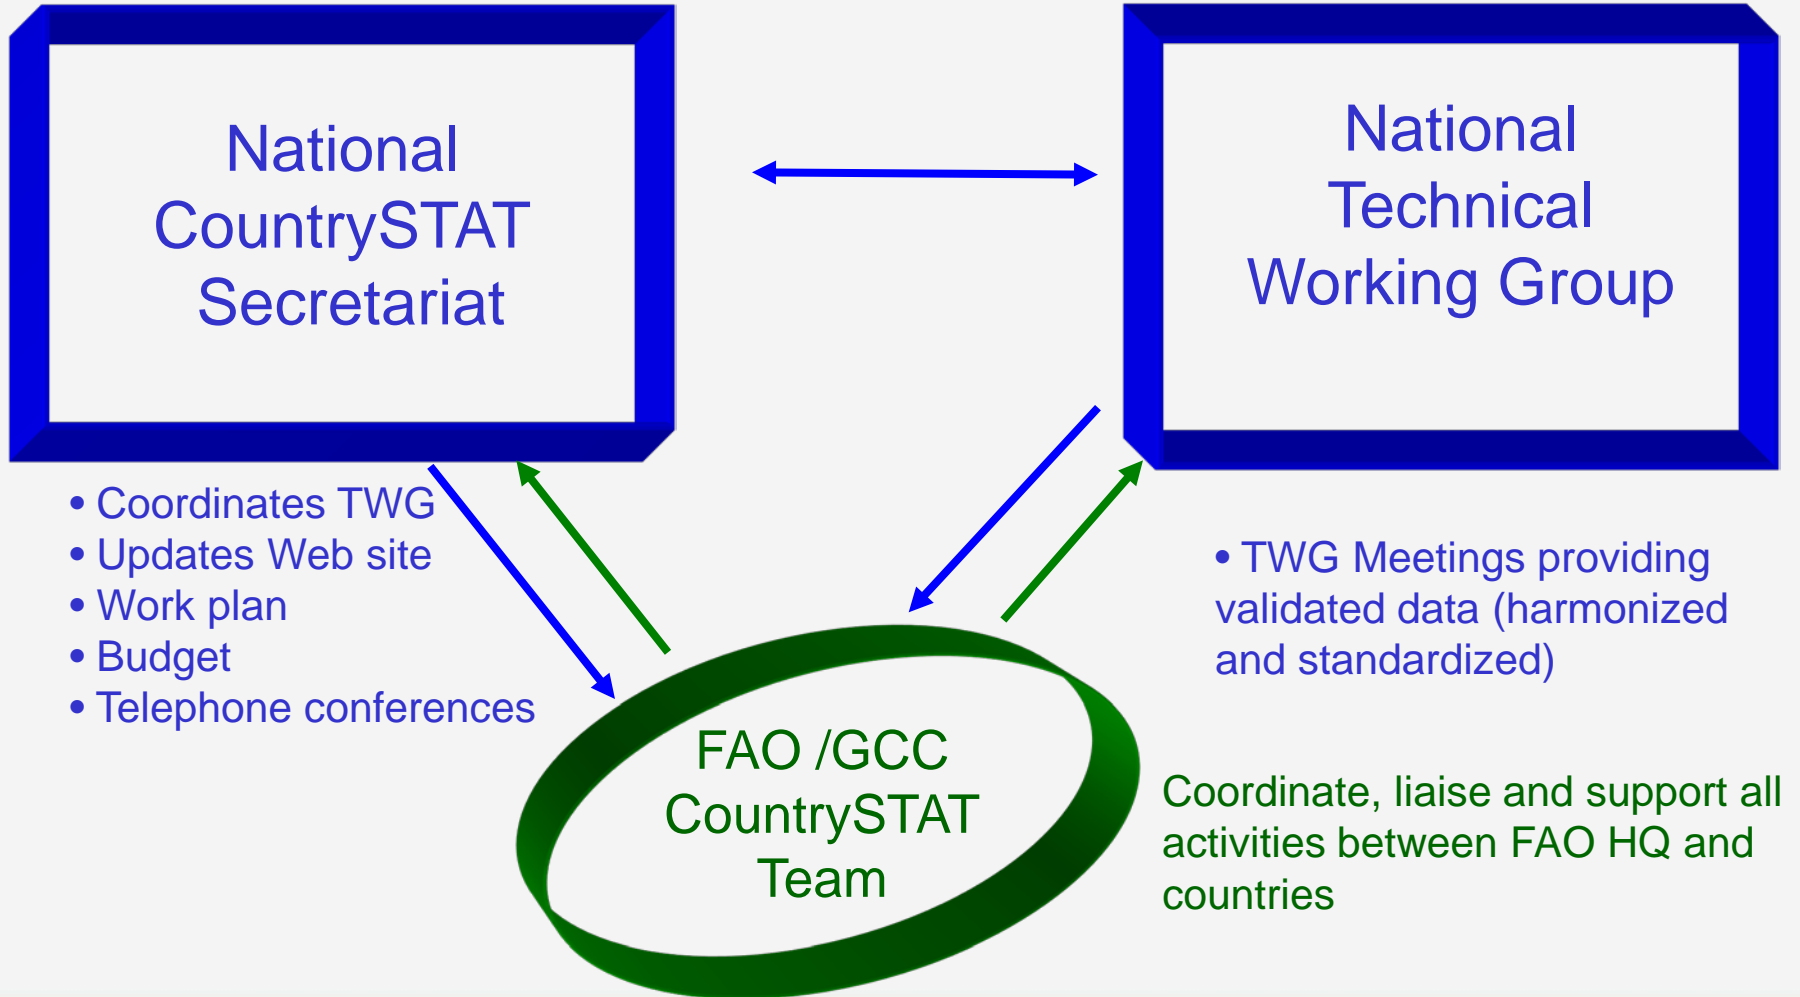 National
CountrySTAT
Secretariat
National
Technical
Working Group
• Coordinates TWG
• Updates Web site
• Work plan
• Budget
• Telephone conferences
• TWG Meetings providing
validated data (harmonized
and standardized)
FAO /GCC
CountrySTAT
Team
Coordinate, liaise and support all
activities between FAO HQ and
countries